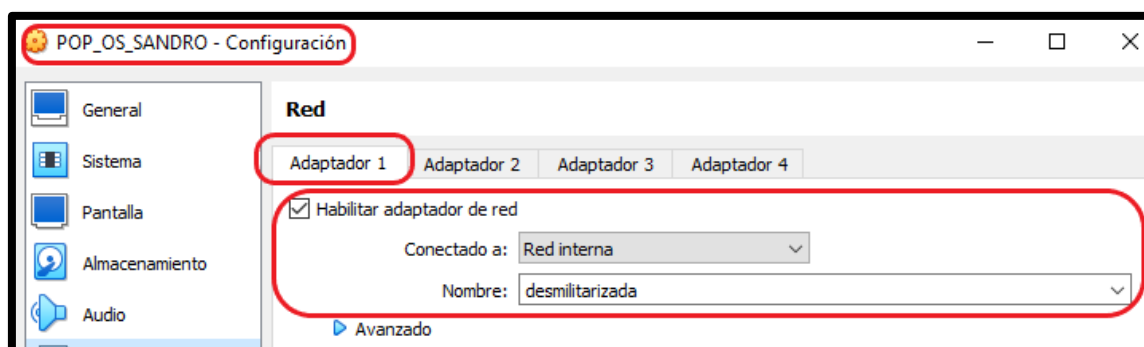 POP_OS_SANDRO - Configuración
General
Sistema
Pantalla
Almacenamiento
Audio
Red
Adaptador 1 Adaptador 2 Adaptador 3 Adaptador 4
Habilitar adaptador de red
Conectado a: Red interna
Nombre: desmilitarizada
Avanzado